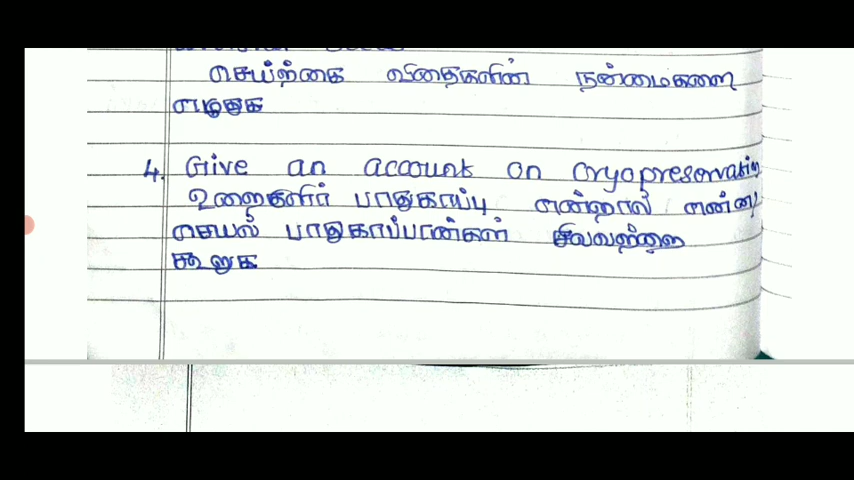 செயற்கை விதைகளின் நன்மைகளை
எழுதுக
4. Give an account on Cryopreservation
உறைகுளிர் பாதுகாப்பு என்றால் என்ன?
செயல் பாதுகாப்பான்கள் சிலவற்றை
கூறுக